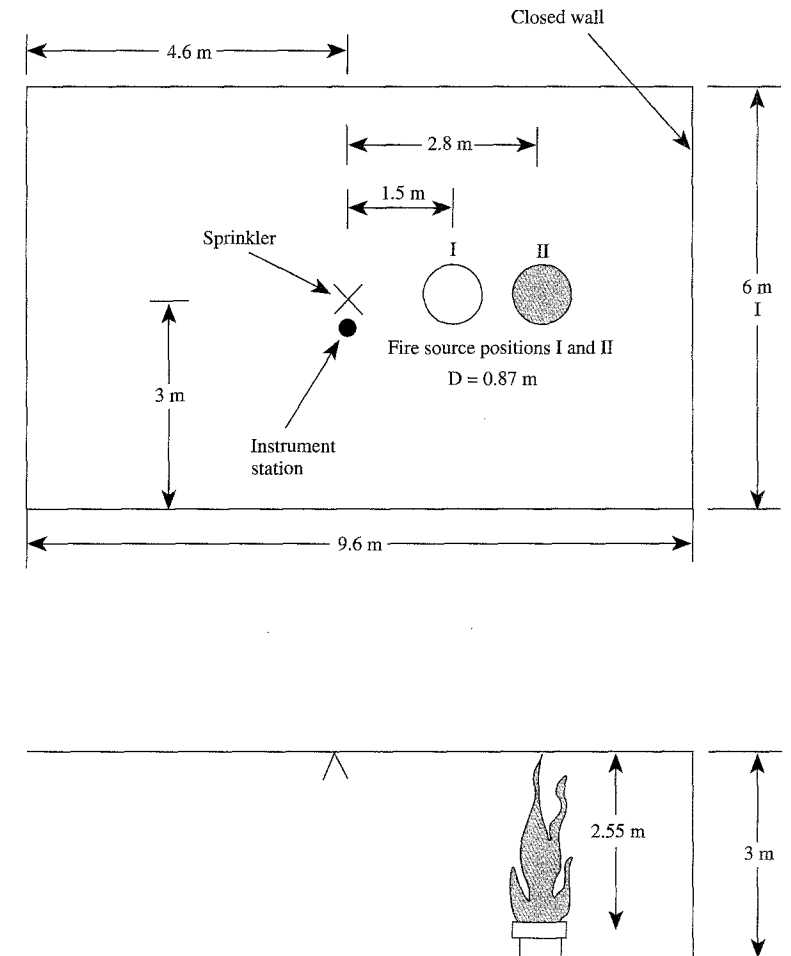 Closed wall
4.6 m
2.8 m
1.5 m
Sprinkler
I
II
6 m
I
Fire source positions I and II
D = 0.87 m
3 m
Instrument
station
9.6 m
2.55 m
3 m